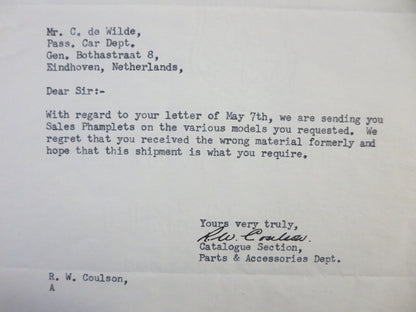 Mr. C. de Wilde,
Pass. Car Dept.
Gen. Bothastraat 8,
Eindhoven, Netherlands,
Dear Sir:-
With regard to your letter of May 7th, we are sending you
Sales Phamplets on the various models you requested. We
regret that you received the wrong material formerly and
hope that this shipment is what you require.
Yours very truly,
R.W. Coulson.
Catalogue Section,
Parts & Accessories Dept.
R. W. Coulson,
A